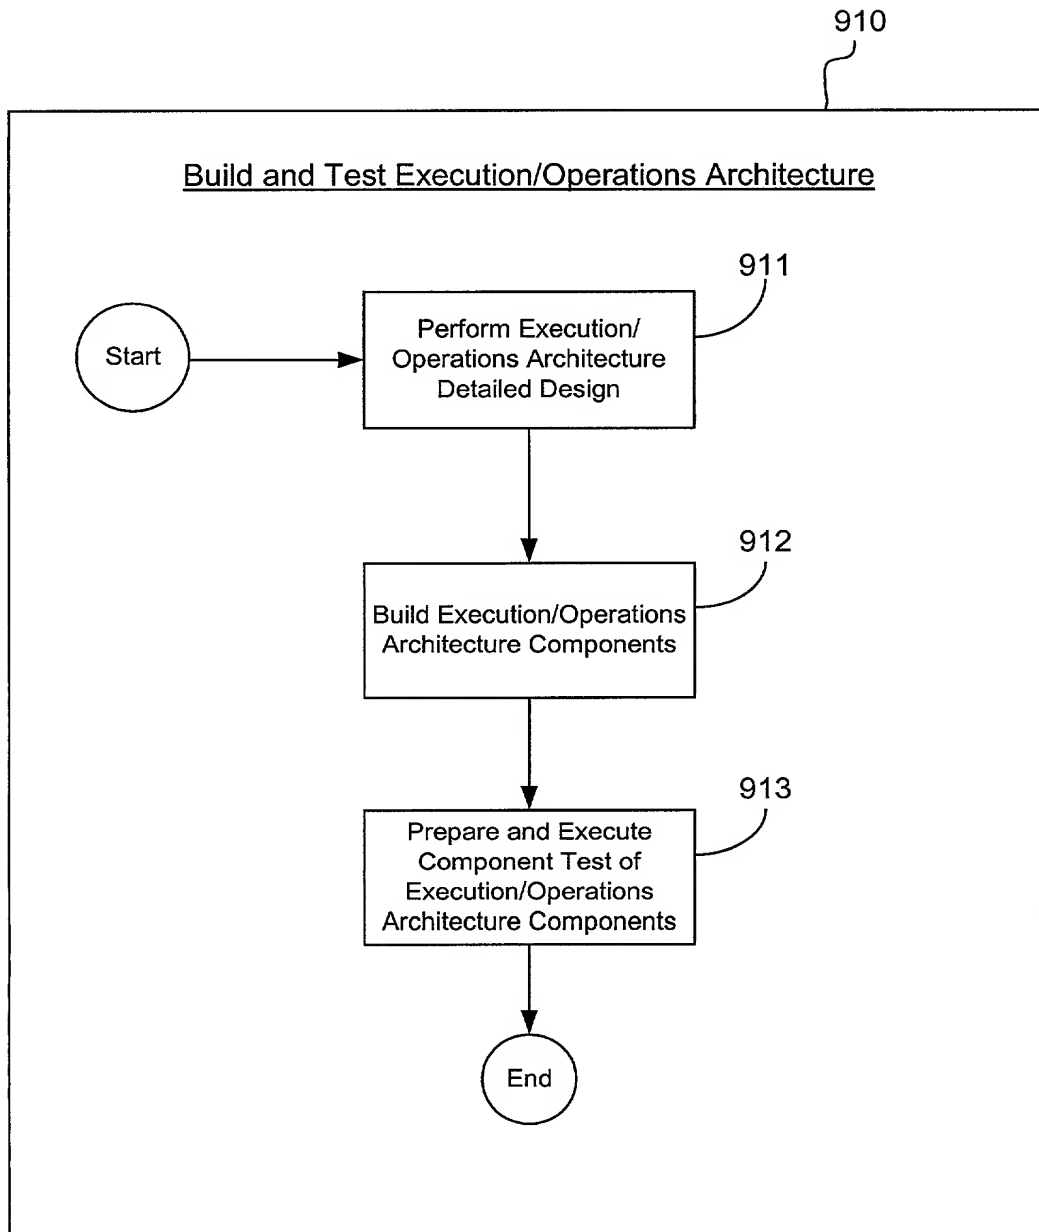 910
Build and Test Execution/Operations Architecture
911
Start
Perform Execution/
Operations Architecture
Detailed Design
912
Build Execution/Operations
Architecture Components
913
Prepare and Execute
Component Test of
Execution/Operations
Architecture Components
End